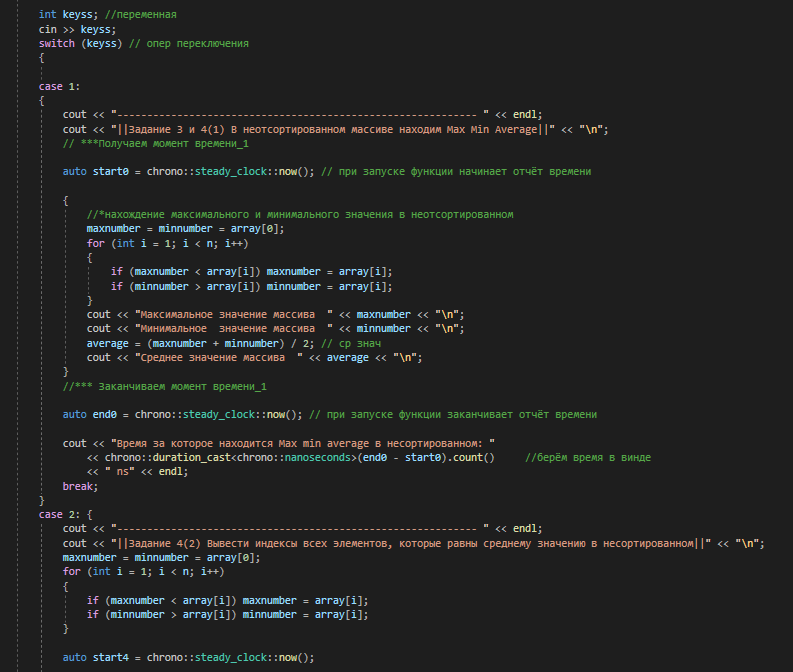 int keyss; //переменная
cin >> keyss;
switch (keyss) // опер переключения
{
case 1:
{
cout << "------------------------------------------------------------ " << endl;
cout << "||Задание 3 и 4(1) В неотсортированном массиве находим Max Min Average||" << "\n";
// ***Получаем момент времени_1
auto start0 = chrono::steady_clock::now(); // при запуске функции начинает отчёт времени
{
//*нахождение максимального и минимального значения в неотсортированном
maxnumber = minnumber = array[0];
for (int i = 1; i < n; i++)
{
if (maxnumber < array[i]) maxnumber = array[i];
if (minnumber > array[i]) minnumber = array[i];
}
cout << "Максимальное значение массива  " << maxnumber << "\n";
cout << "Минимальное  значение массива  " << minnumber << "\n";
average = (maxnumber + minnumber) / 2; // ср знач
cout << "Среднее значение массива  " << average << "\n";
}
//*** Заканчиваем момент времени_1
auto end0 = chrono::steady_clock::now(); // при запуске функции заканчивает отчёт времени
cout << "Время за которое находится Max min average в несортированном: "
<< chrono::duration_cast<chrono::nanoseconds>(end0 - start0).count()     //берём время в винде
<< " ns" << endl;
break;
}
case 2: {
cout << "------------------------------------------------------------ " << endl;
cout << "||Задание 4(2) Вывести индексы всех элементов, которые равны среднему значению в несортированном||" << "\n";
maxnumber = minnumber = array[0];
for (int i = 1; i < n; i++)
{
if (maxnumber < array[i]) maxnumber = array[i];
if (minnumber > array[i]) minnumber = array[i];
}
auto start4 = chrono::steady_clock::now();